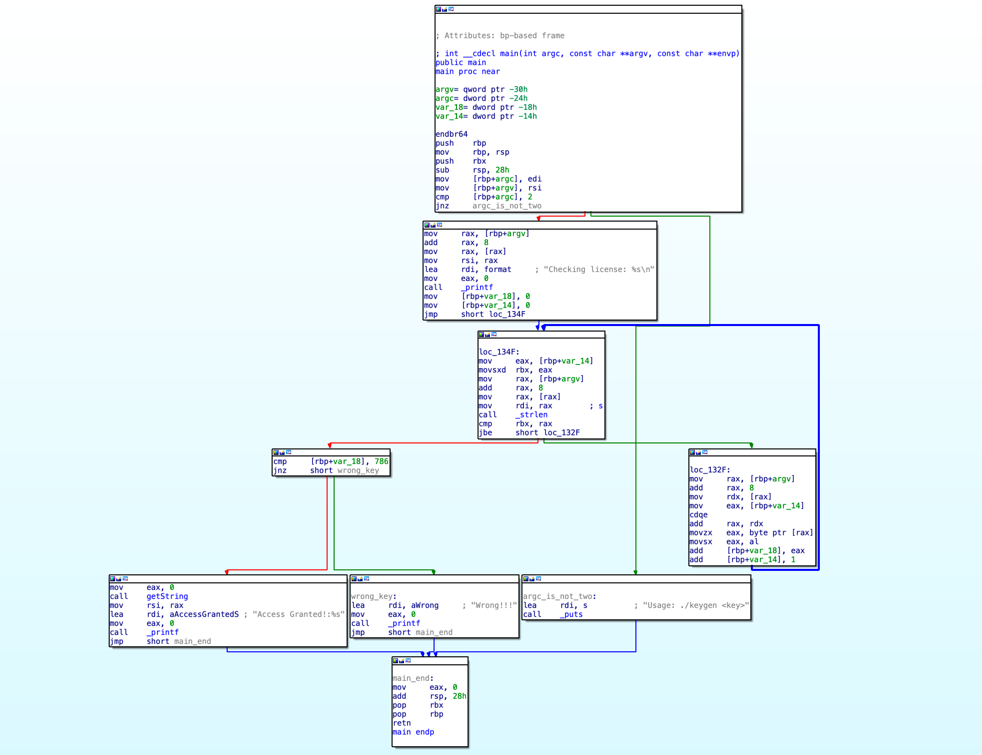 ; Attributes: bp-based frame
; int __cdecl main(int argc, const char **argv, const char **envp)
public main
main proc near
argv= qword ptr -30h
argc= dword ptr -24h
var_18= dword ptr -18h
var_14= dword ptr -14h
endbr64
push rbp
mov rbp, rsp
push rbx
sub rsp, 28h
mov [rbp+argc], edi
mov [rbp+argv], rsi
cmp [rbp+argc], 2
jnz argc_is_not_two
mov rax, [rbp+argv]
add rax, 8
mov rax, [rax]
mov rsi, rax
lea rdi, format ; "Checking license: %s\n"
mov eax, 0
call _printf
mov [rbp+var_18], 0
mov [rbp+var_14], 0
jmp short loc_134F
loc_134F:
mov eax, [rbp+var_14]
movsxd rbx, eax
mov rax, [rbp+argv]
add rax, 8
mov rax, [rax]
mov rdi, rax ; s
call _strlen
cmp rbx, rax
jbe short loc_132F
cmp [rbp+var_18], 786
jnz short wrong_key
loc_132F:
mov rax, [rbp+argv]
add rax, 8
mov rdx, [rax]
mov eax, [rbp+var_14]
cdqe
add rax, rdx
movzx eax, byte ptr [rax]
movsx eax, al
add [rbp+var_18], eax
add [rbp+var_14], 1
mov eax, 0
call getString
mov rsi, rax
lea rdi, aAccessGrantedS ; "Access Granted!:%s"
mov eax, 0
call _printf
jmp short main_end
wrong_key:
lea rdi, aWrong ; "Wrong!!!"
mov eax, 0
call _printf
jmp short main_end
argc_is_not_two:
lea rdi, s ; "Usage: ./keygen <key>"
call _puts
main_end:
mov eax, 0
add rsp, 28h
pop rbx
pop rbp
retn
main endp